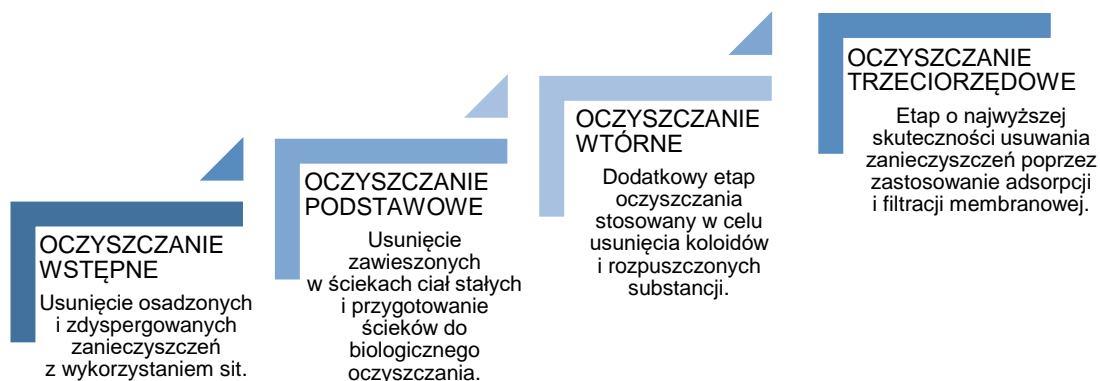 OCZYSZCZANIE
WSTĘPNE
Usunięcie osadzonych
i zdyspergowanych
zanieczyszczeń
z wykorzystaniem sit.
OCZYSZCZANIE
PODSTAWOWE
Usunięcie
zawieszonych
w ściekach ciał stałych
i przygotowanie
ścieków do
biologicznego
oczyszczania.
OCZYSZCZANIE
WTÓRNE
Dodatkowy etap
oczyszczania
stosowany w celu
usunięcia koloidów
i rozpuszczonych
substancji.
OCZYSZCZANIE
TRZECIORZĘDOWE
Etap o najwyższej
skuteczności usuwania
zanieczyszczeń poprzez
zastosowanie adsorpcji
i filtracji membranowej.